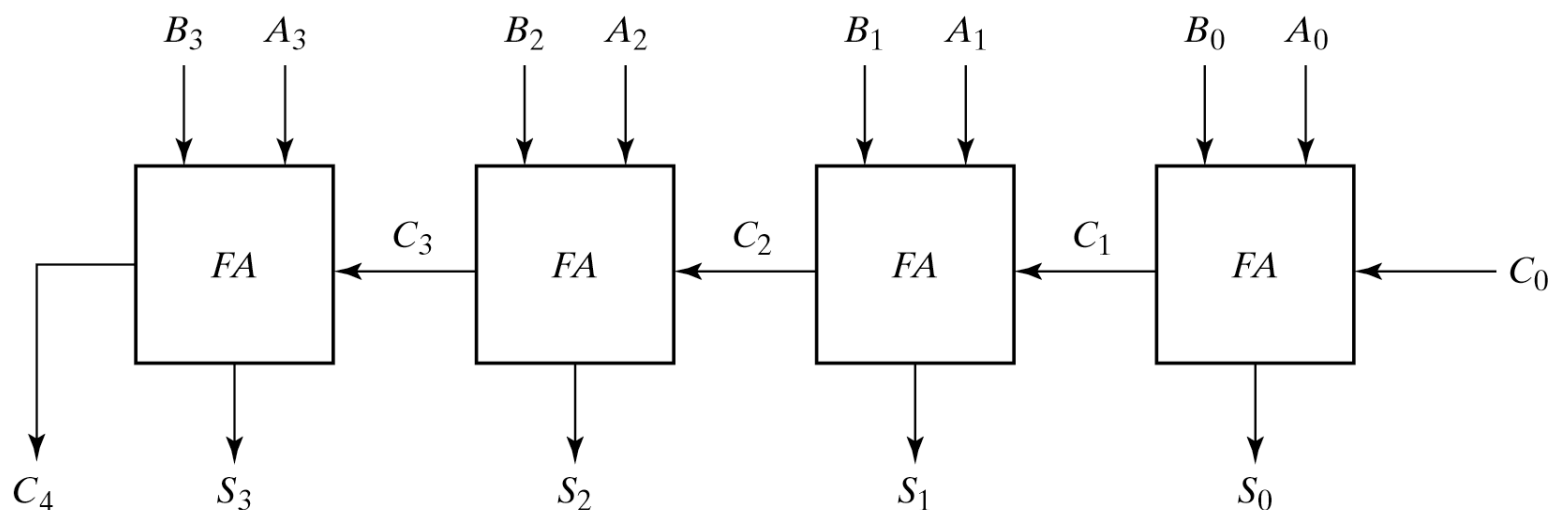 B₃ A₃ B₂ A₂ B₁ A₁ B₀ A₀
C₃ C₂ C₁
FA FA FA FA C₀
C₄ S₃ S₂ S₁ S₀